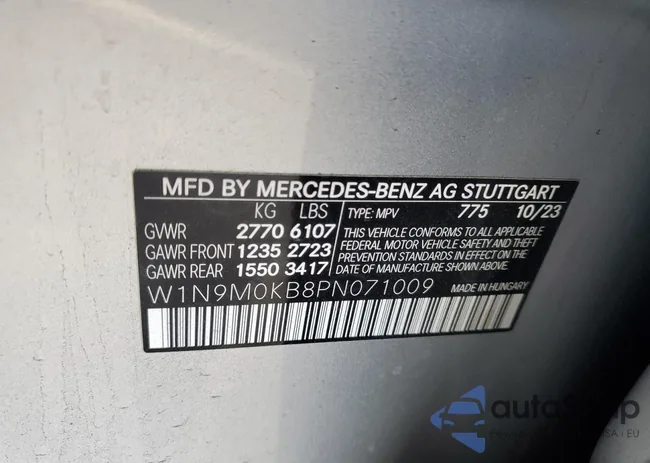 MFD BY MERCEDES-BENZ AG STUTTGART
KG LBS TYPE: MPV 775 10/23
GVWR 2770 6107
GAWR FRONT 1235 2723
GAWR REAR 1550 3417
THIS VEHICLE CONFORMS TO ALL APPLICABLE
FEDERAL MOTOR VEHICLE SAFETY AND THEFT
PREVENTION STANDARDS IN EFFECT ON THE
DATE OF MANUFACTURE SHOWN ABOVE.
W1N9M0KB8PN071009 MADE IN HUNGARY